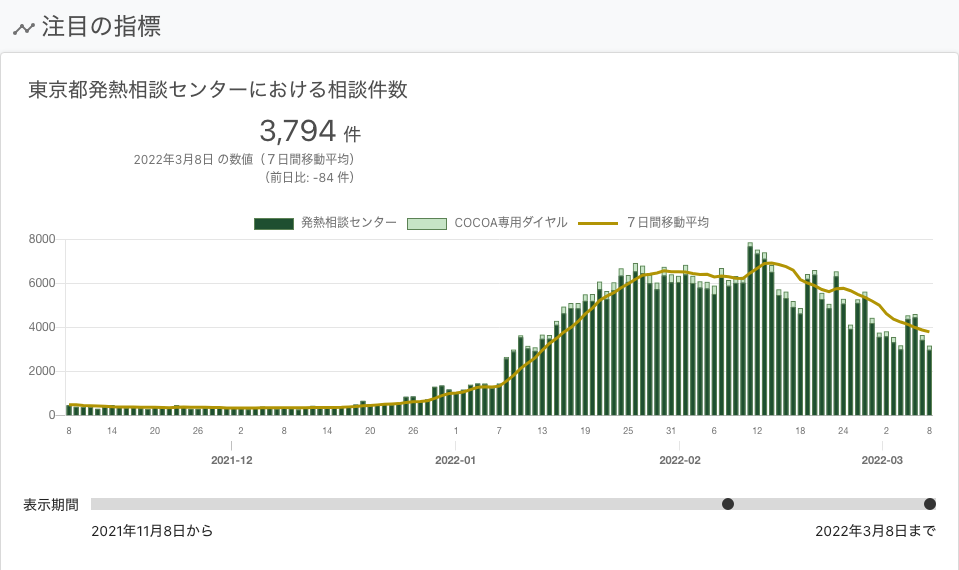 注目の指標
東京都発熱相談センターにおける相談件数
3,794 件
2022年3月8日 の数値（７日間移動平均）
（前日比: -84 件）
発熱相談センター COCOA専用ダイヤル ７日間移動平均
8000
6000
4000
2000
0
8 14 20 26 2 8 14 20 26 1 7 13 19 25 31 6 12 18 24 2 8
2021-12 2022-01 2022-02 2022-03
表示期間
2021年11月8日から 2022年3月8日まで